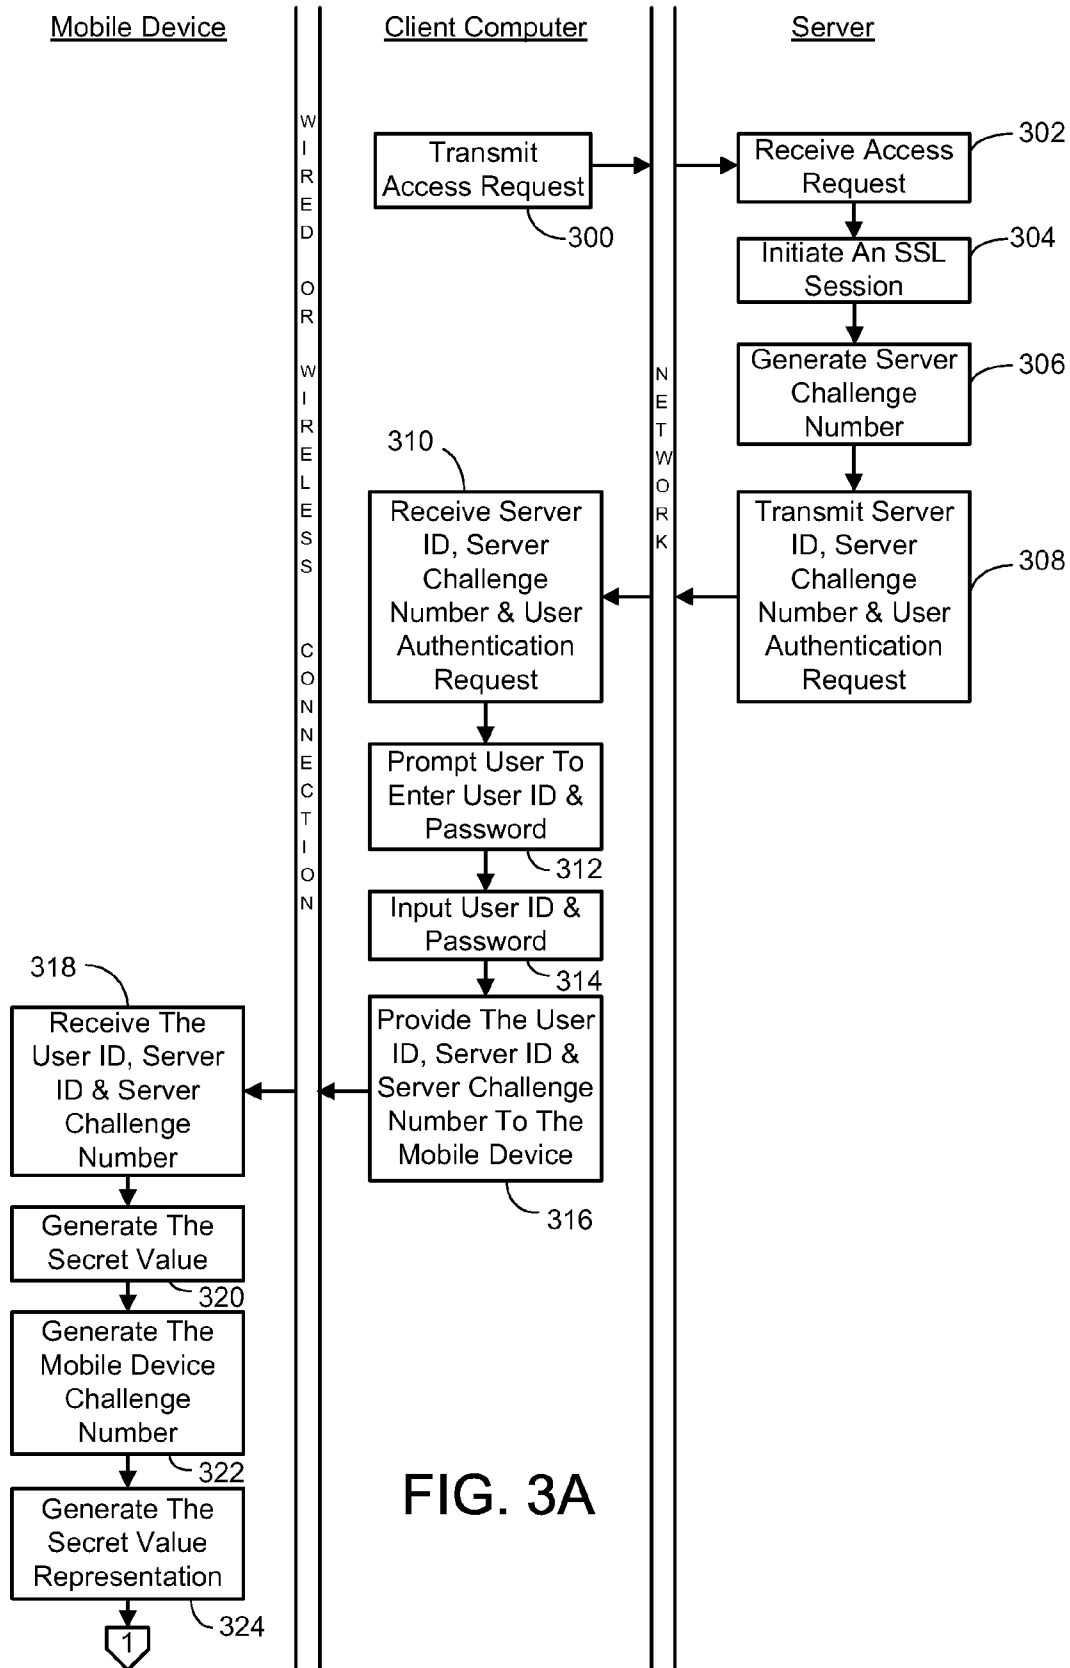 Mobile Device
Client Computer
Server
WIRED OR WIRELESS CONNECTION
NETWORK
Transmit
Access Request
300
Receive Access
Request
302
Initiate An SSL
Session
304
Generate Server
Challenge
Number
306
Transmit Server
ID, Server
Challenge
Number & User
Authentication
Request
308
310
Receive Server
ID, Server
Challenge
Number & User
Authentication
Request
Prompt User To
Enter User ID &
Password
312
Input User ID &
Password
314
Provide The User
ID, Server ID &
Server Challenge
Number To The
Mobile Device
316
318
Receive The
User ID, Server
ID & Server
Challenge
Number
Generate The
Secret Value
320
Generate The
Mobile Device
Challenge
Number
322
Generate The
Secret Value
Representation
324
1
FIG. 3A